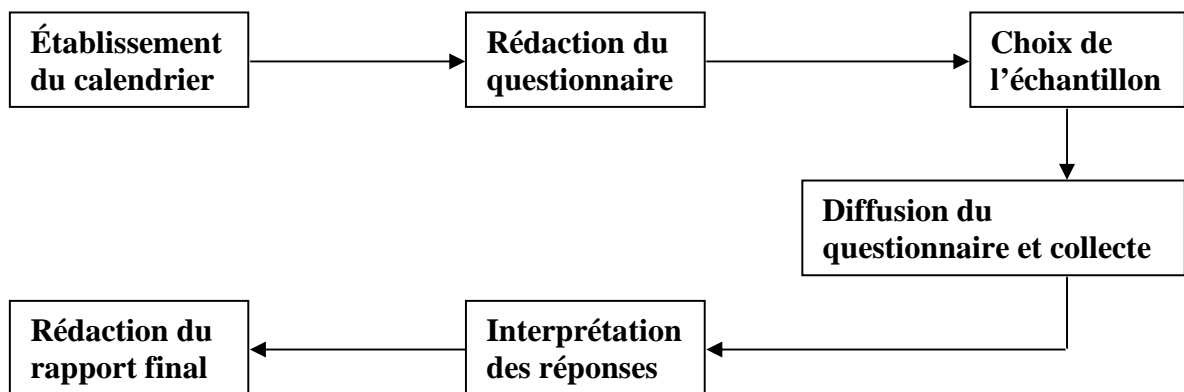 Établissement
du calendrier
Rédaction du
questionnaire
Choix de
l’échantillon
Diffusion du
questionnaire et collecte
Interprétation
des réponses
Rédaction du
rapport final